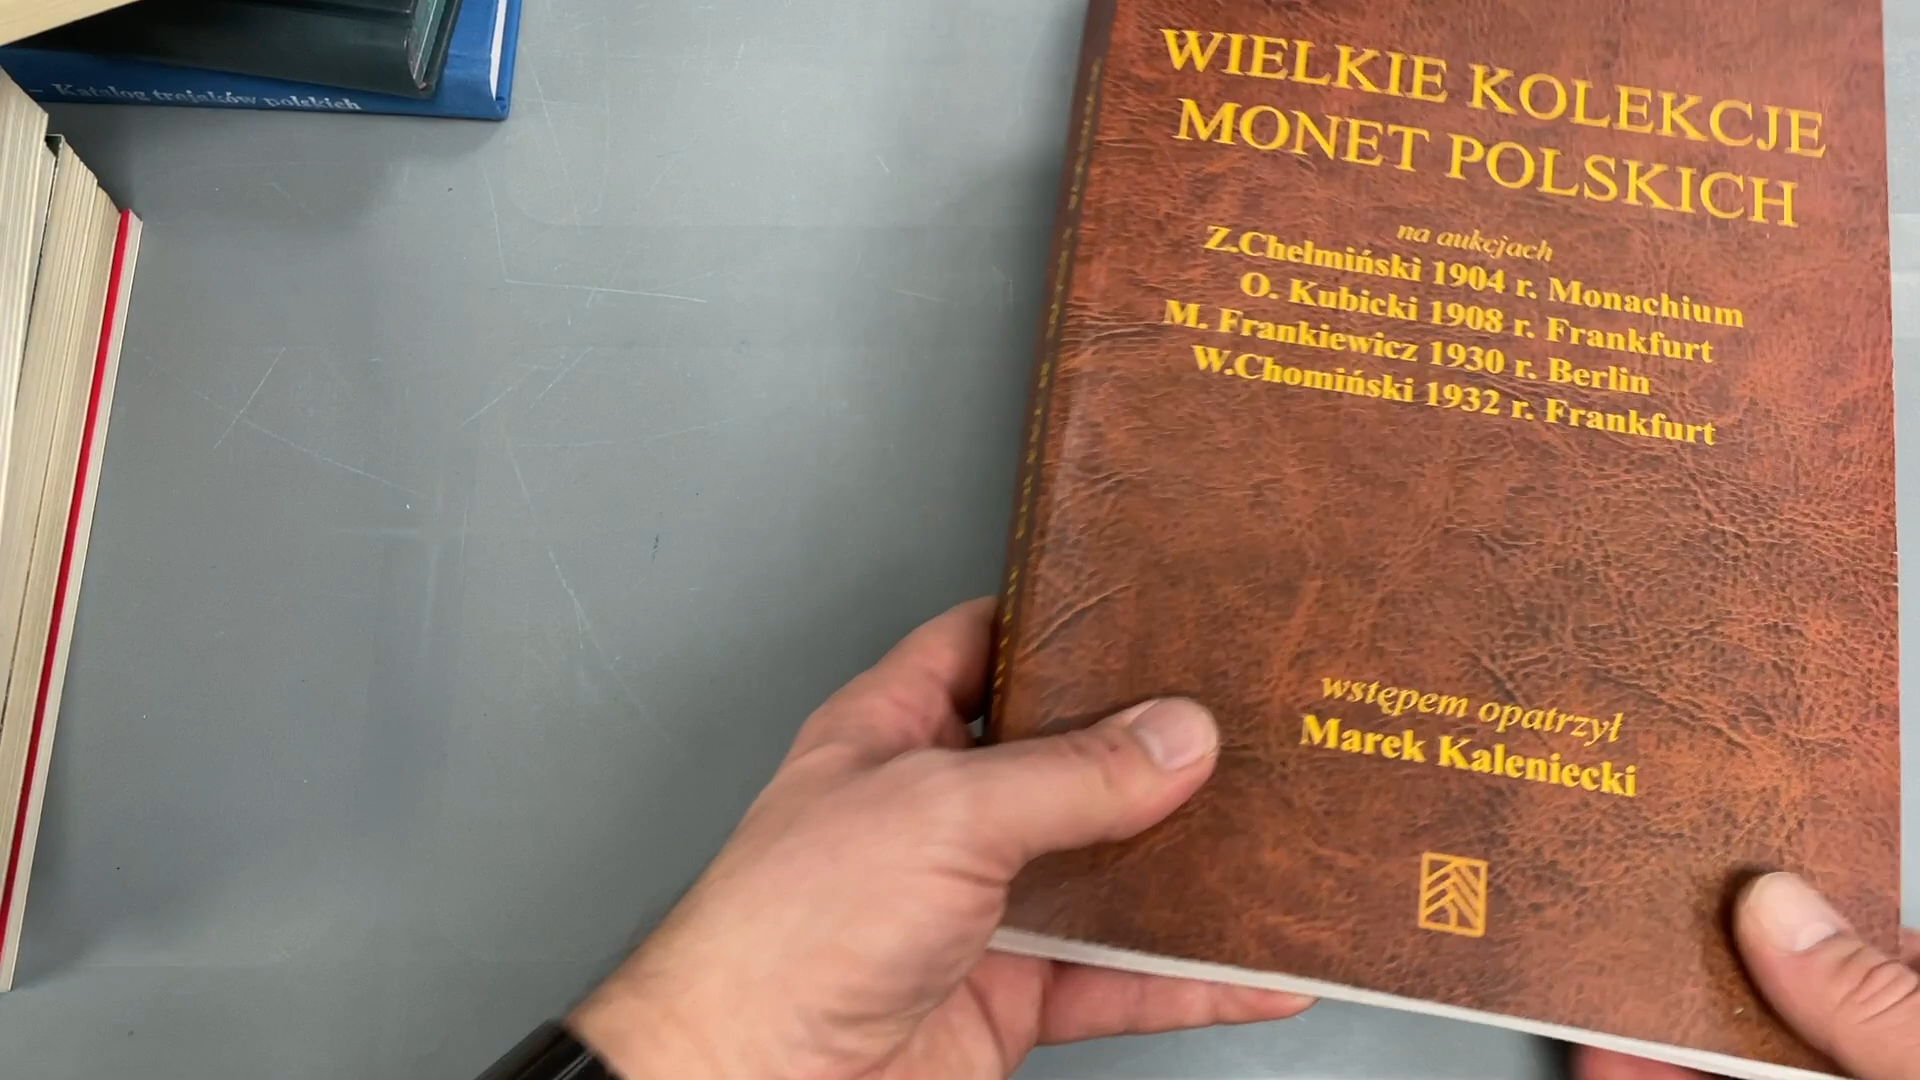 – Katalog trojaków polskich
WIELKIE KOLEKCJE
MONET POLSKICH
na aukcjach
Z.Chełmiński 1904 r. Monachium
O. Kubicki 1908 r. Frankfurt
M. Frankiewicz 1930 r. Berlin
W.Chomiński 1932 r. Frankfurt
wstępem opatrzył
Marek Kaleniecki